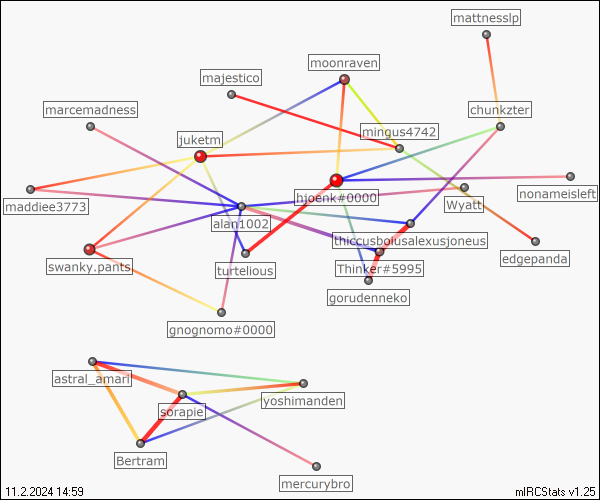 mattnesslp
moonraven
majestico
marcemadness
chunkzter
mingus4742
juketm
hjoenk#0000
nonameisleft
maddiee3773
Wyatt
alan1002
thiccusboiusalexusjoneus
edgepanda
swanky.pants
turtelious
Thinker#5995
gorudenneko
gnognomo#0000
astral_amari
yoshimanden
sorapie
Bertram
mercurybro
11.2.2024 14:59
mIRCStats v1.25